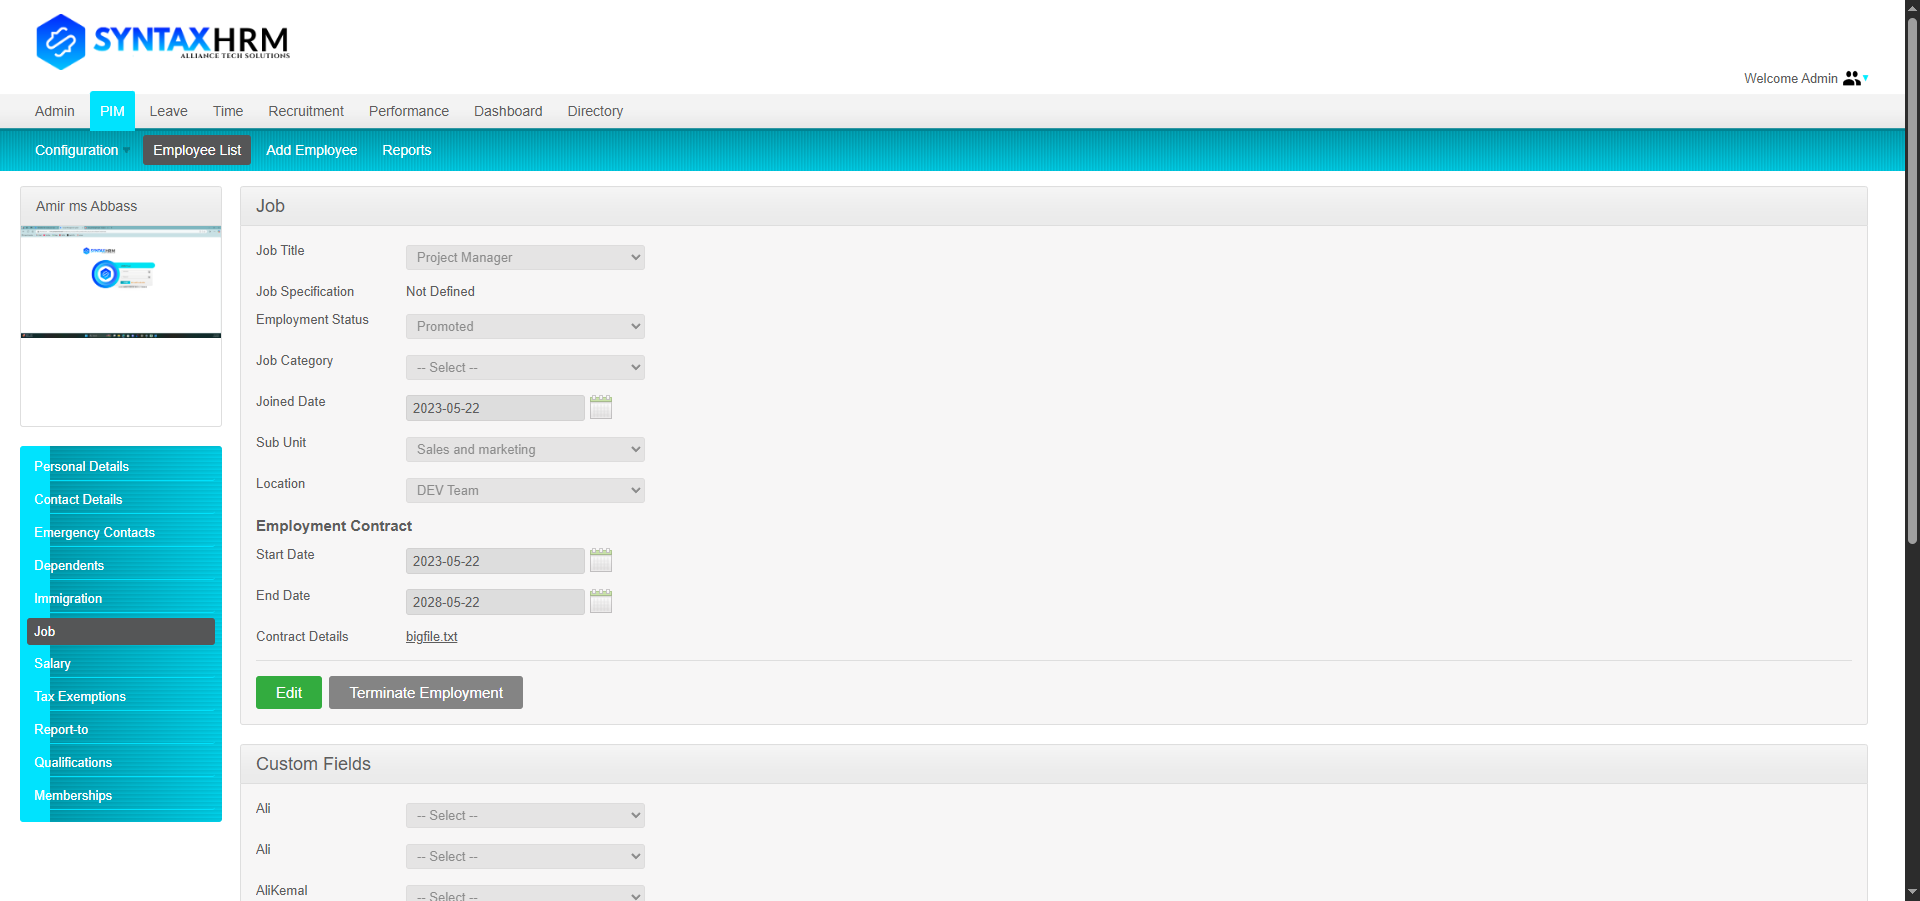 SYNTAXHRM
ALLIANCE TECH SOLUTIONS
Welcome Admin
Admin PIM Leave Time Recruitment Performance Dashboard Directory
Configuration Employee List Add Employee Reports
Amir ms Abbass
SYNTAXHRM
Personal Details
Contact Details
Emergency Contacts
Dependents
Immigration
Job
Salary
Tax Exemptions
Report-to
Qualifications
Memberships
Job
Job Title Project Manager
Job Specification Not Defined
Employment Status Promoted
Job Category -- Select --
Joined Date 2023-05-22
Sub Unit Sales and marketing
Location DEV Team
Employment Contract
Start Date 2023-05-22
End Date 2028-05-22
Contract Details bigfile.txt
Edit Terminate Employment
Custom Fields
Ali -- Select --
Ali -- Select --
AliKemal -- Select --